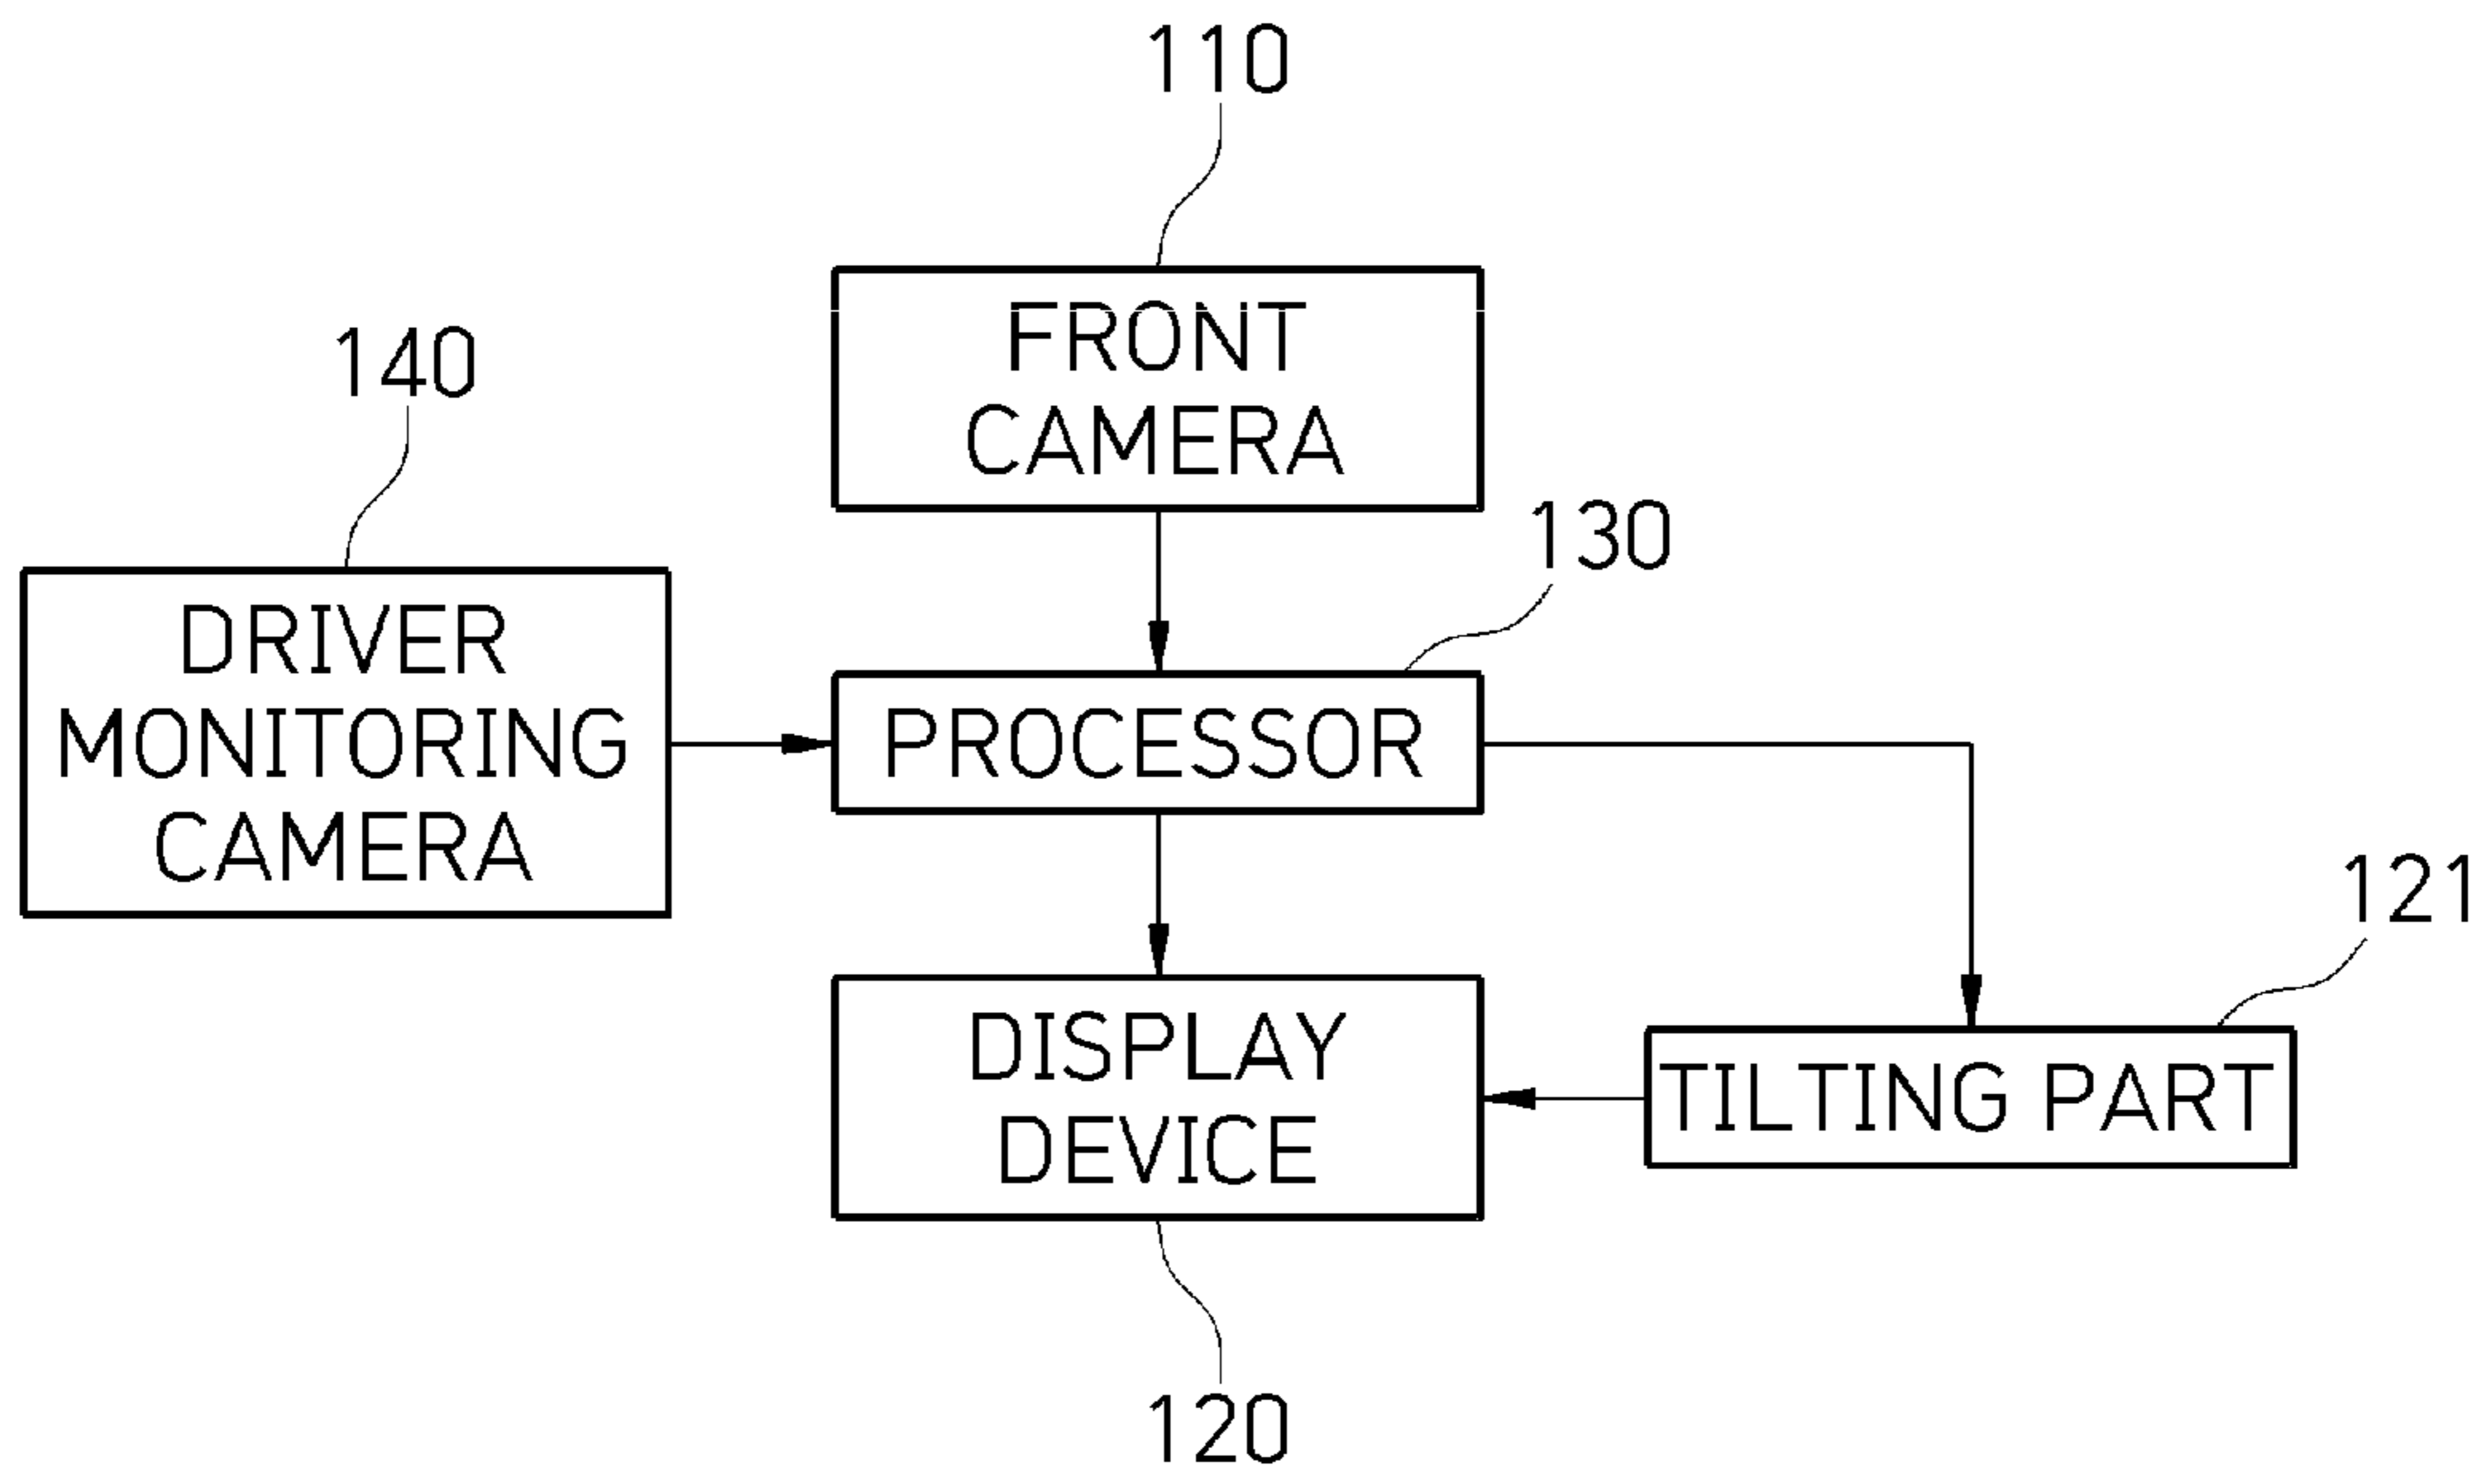 110
FRONT
CAMERA
140
DRIVER
MONITORING
CAMERA
130
PROCESSOR
121
TILTING PART
DISPLAY
DEVICE
120